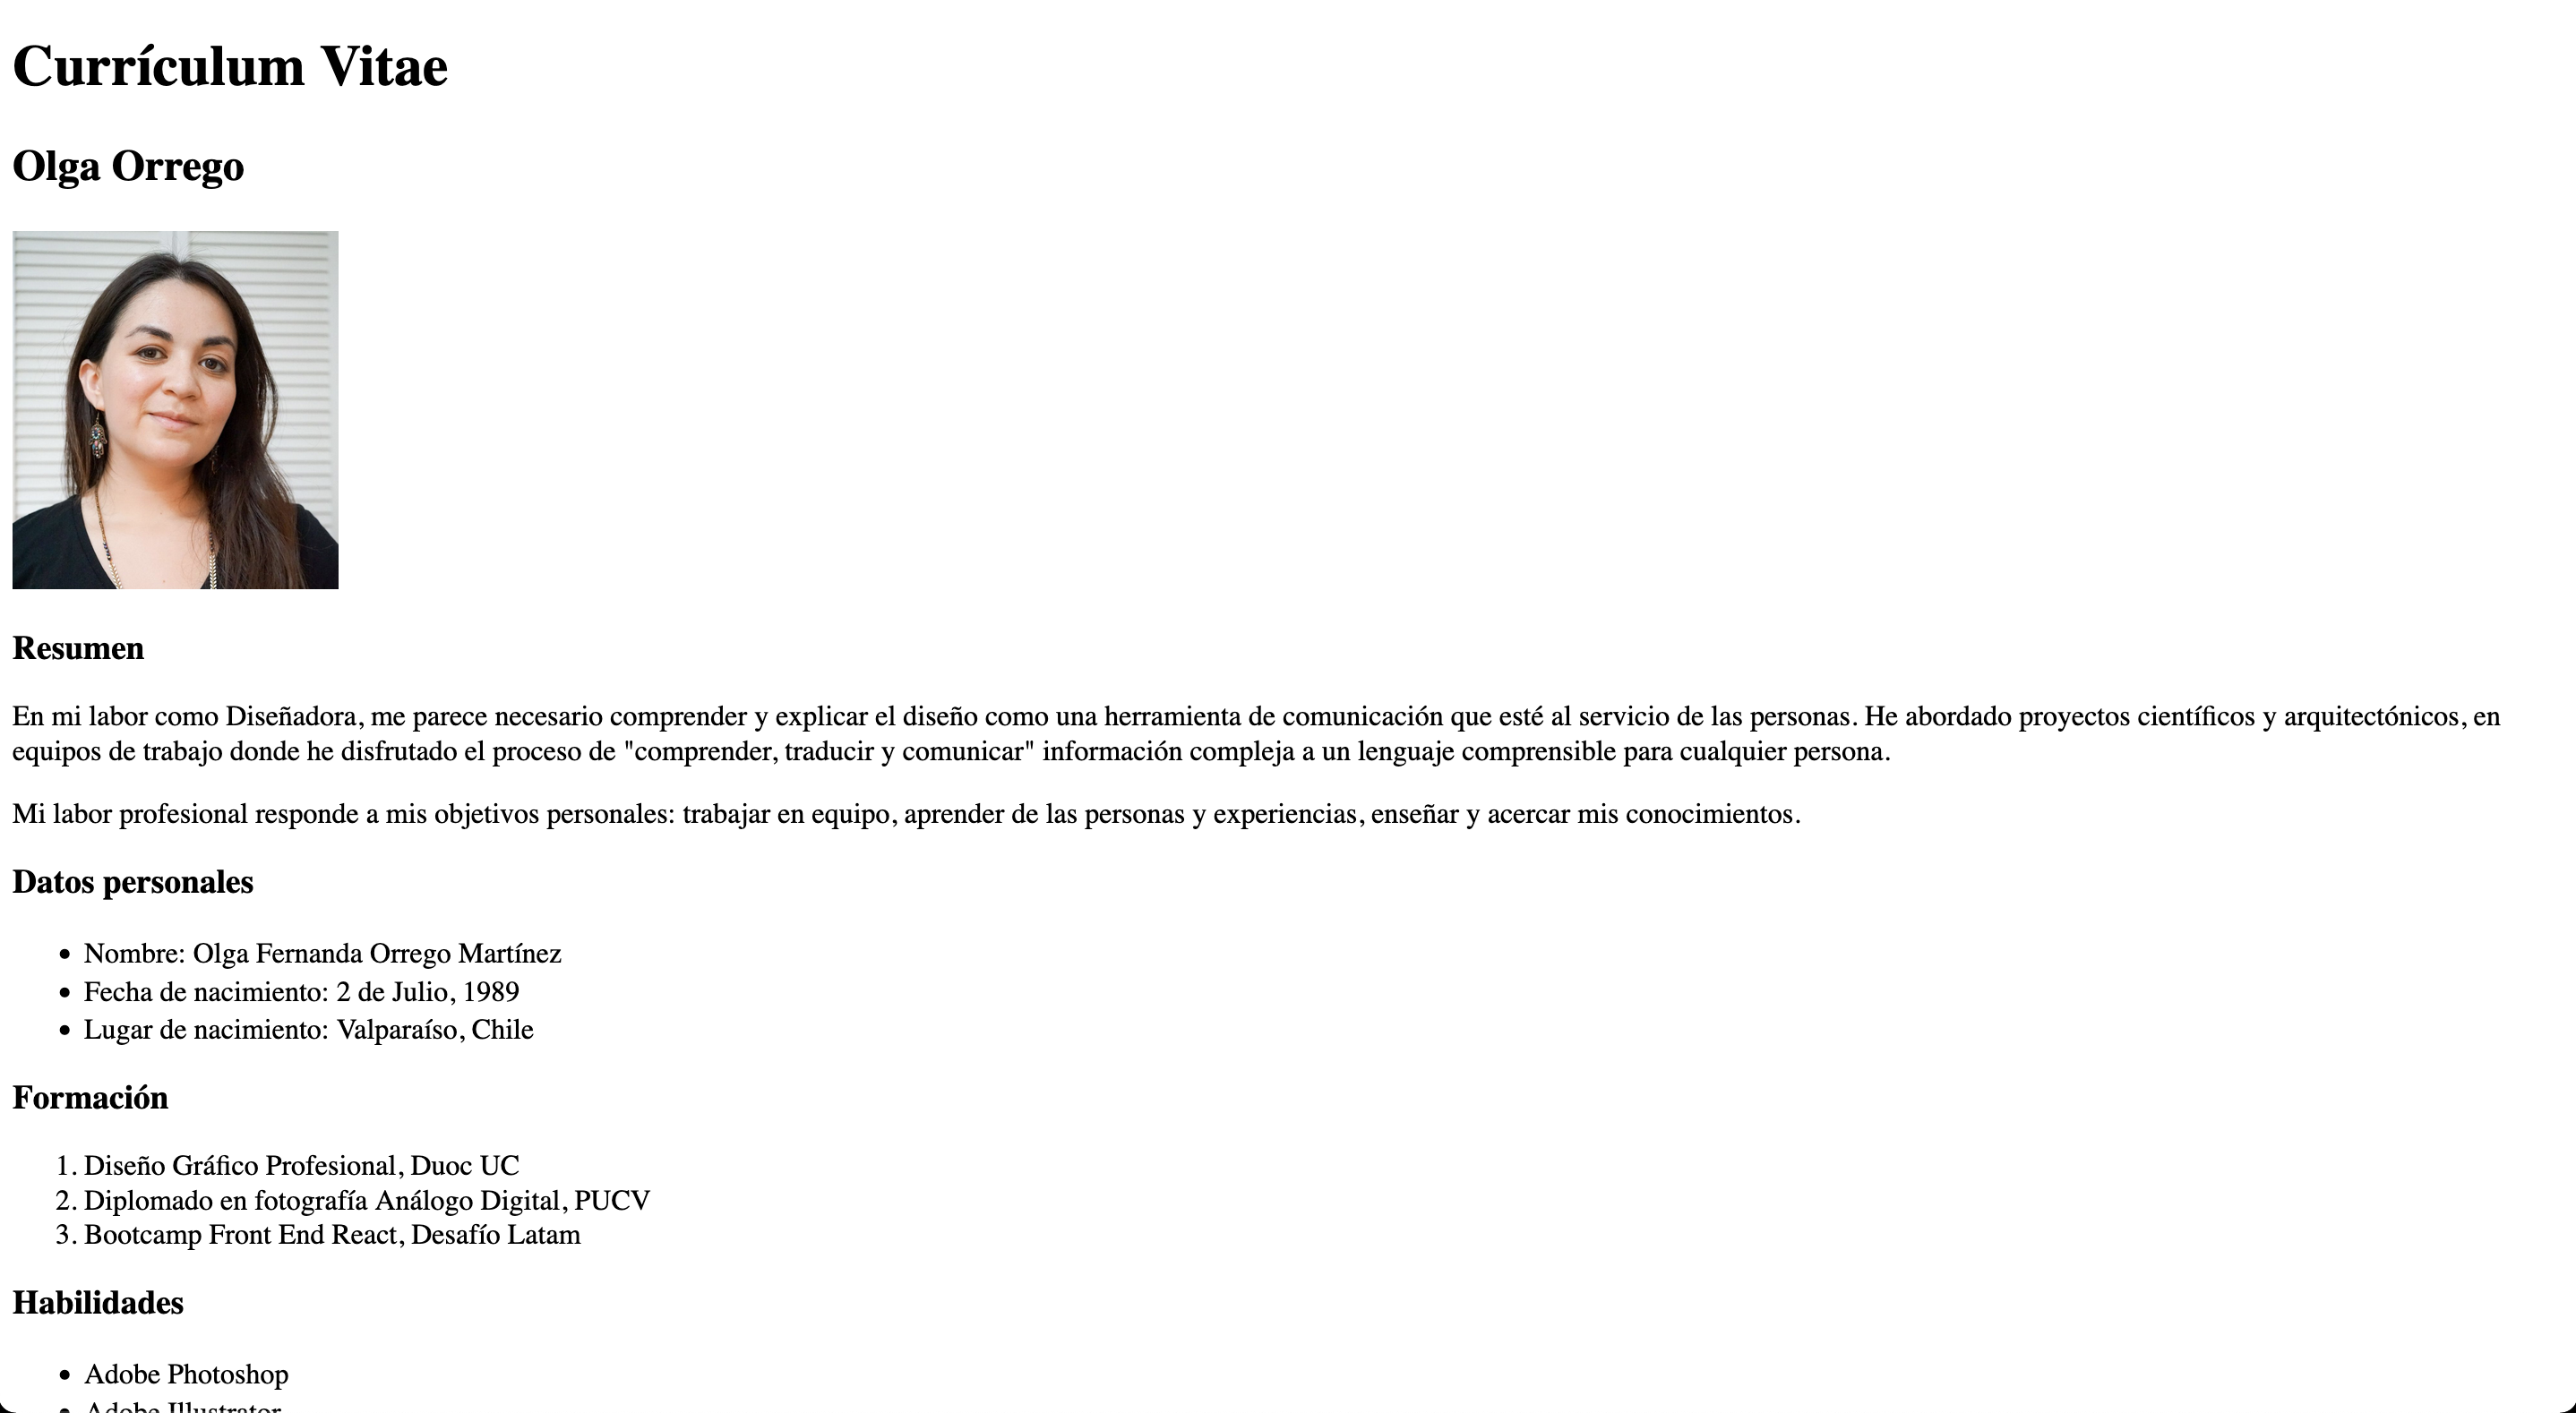 Currículum Vitae
Olga Orrego
Resumen
En mi labor como Diseñadora, me parece necesario comprender y explicar el diseño como una herramienta de comunicación que esté al servicio de las personas. He abordado proyectos científicos y arquitectónicos, en
equipos de trabajo donde he disfrutado el proceso de "comprender, traducir y comunicar" información compleja a un lenguaje comprensible para cualquier persona.
Mi labor profesional responde a mis objetivos personales: trabajar en equipo, aprender de las personas y experiencias, enseñar y acercar mis conocimientos.
Datos personales
• Nombre: Olga Fernanda Orrego Martínez
• Fecha de nacimiento: 2 de Julio, 1989
• Lugar de nacimiento: Valparaíso, Chile
Formación
1. Diseño Gráfico Profesional, Duoc UC
2. Diplomado en fotografía Análogo Digital, PUCV
3. Bootcamp Front End React, Desafío Latam
Habilidades
• Adobe Photoshop
• Adobe Illustrator